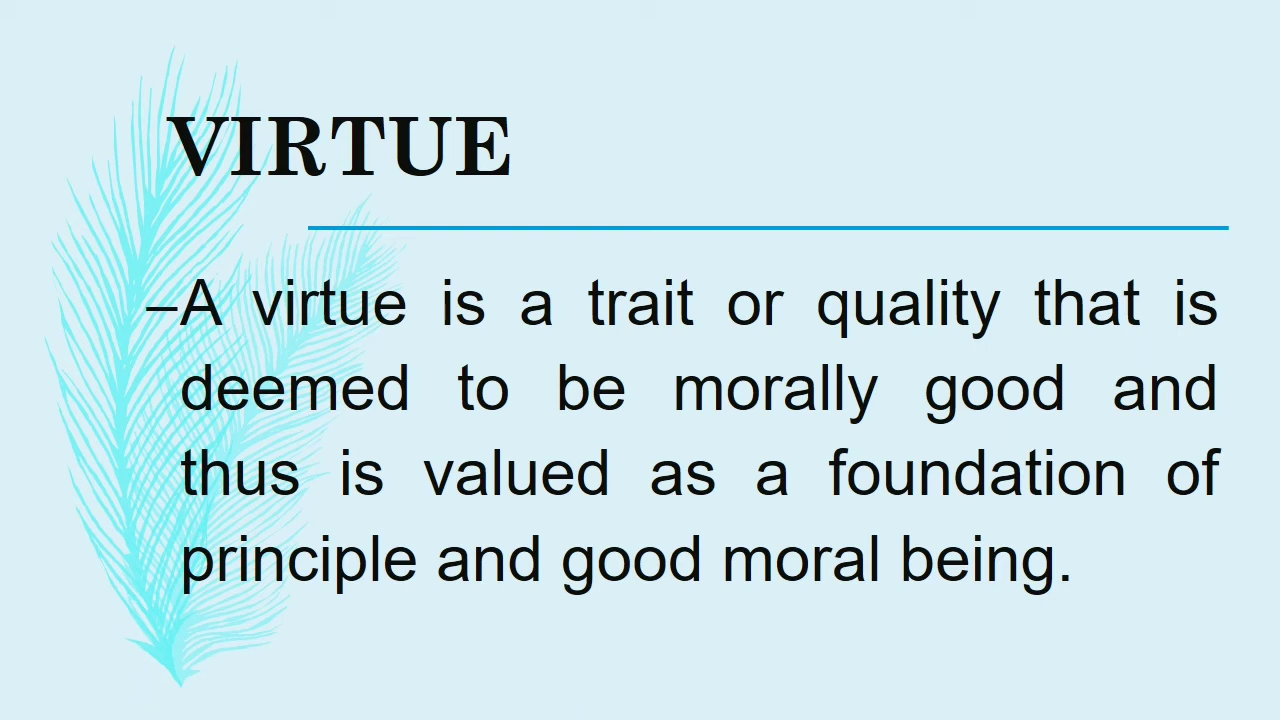 VIRTUE
–A virtue is a trait or quality that is
deemed to be morally good and
thus is valued as a foundation of
principle and good moral being.